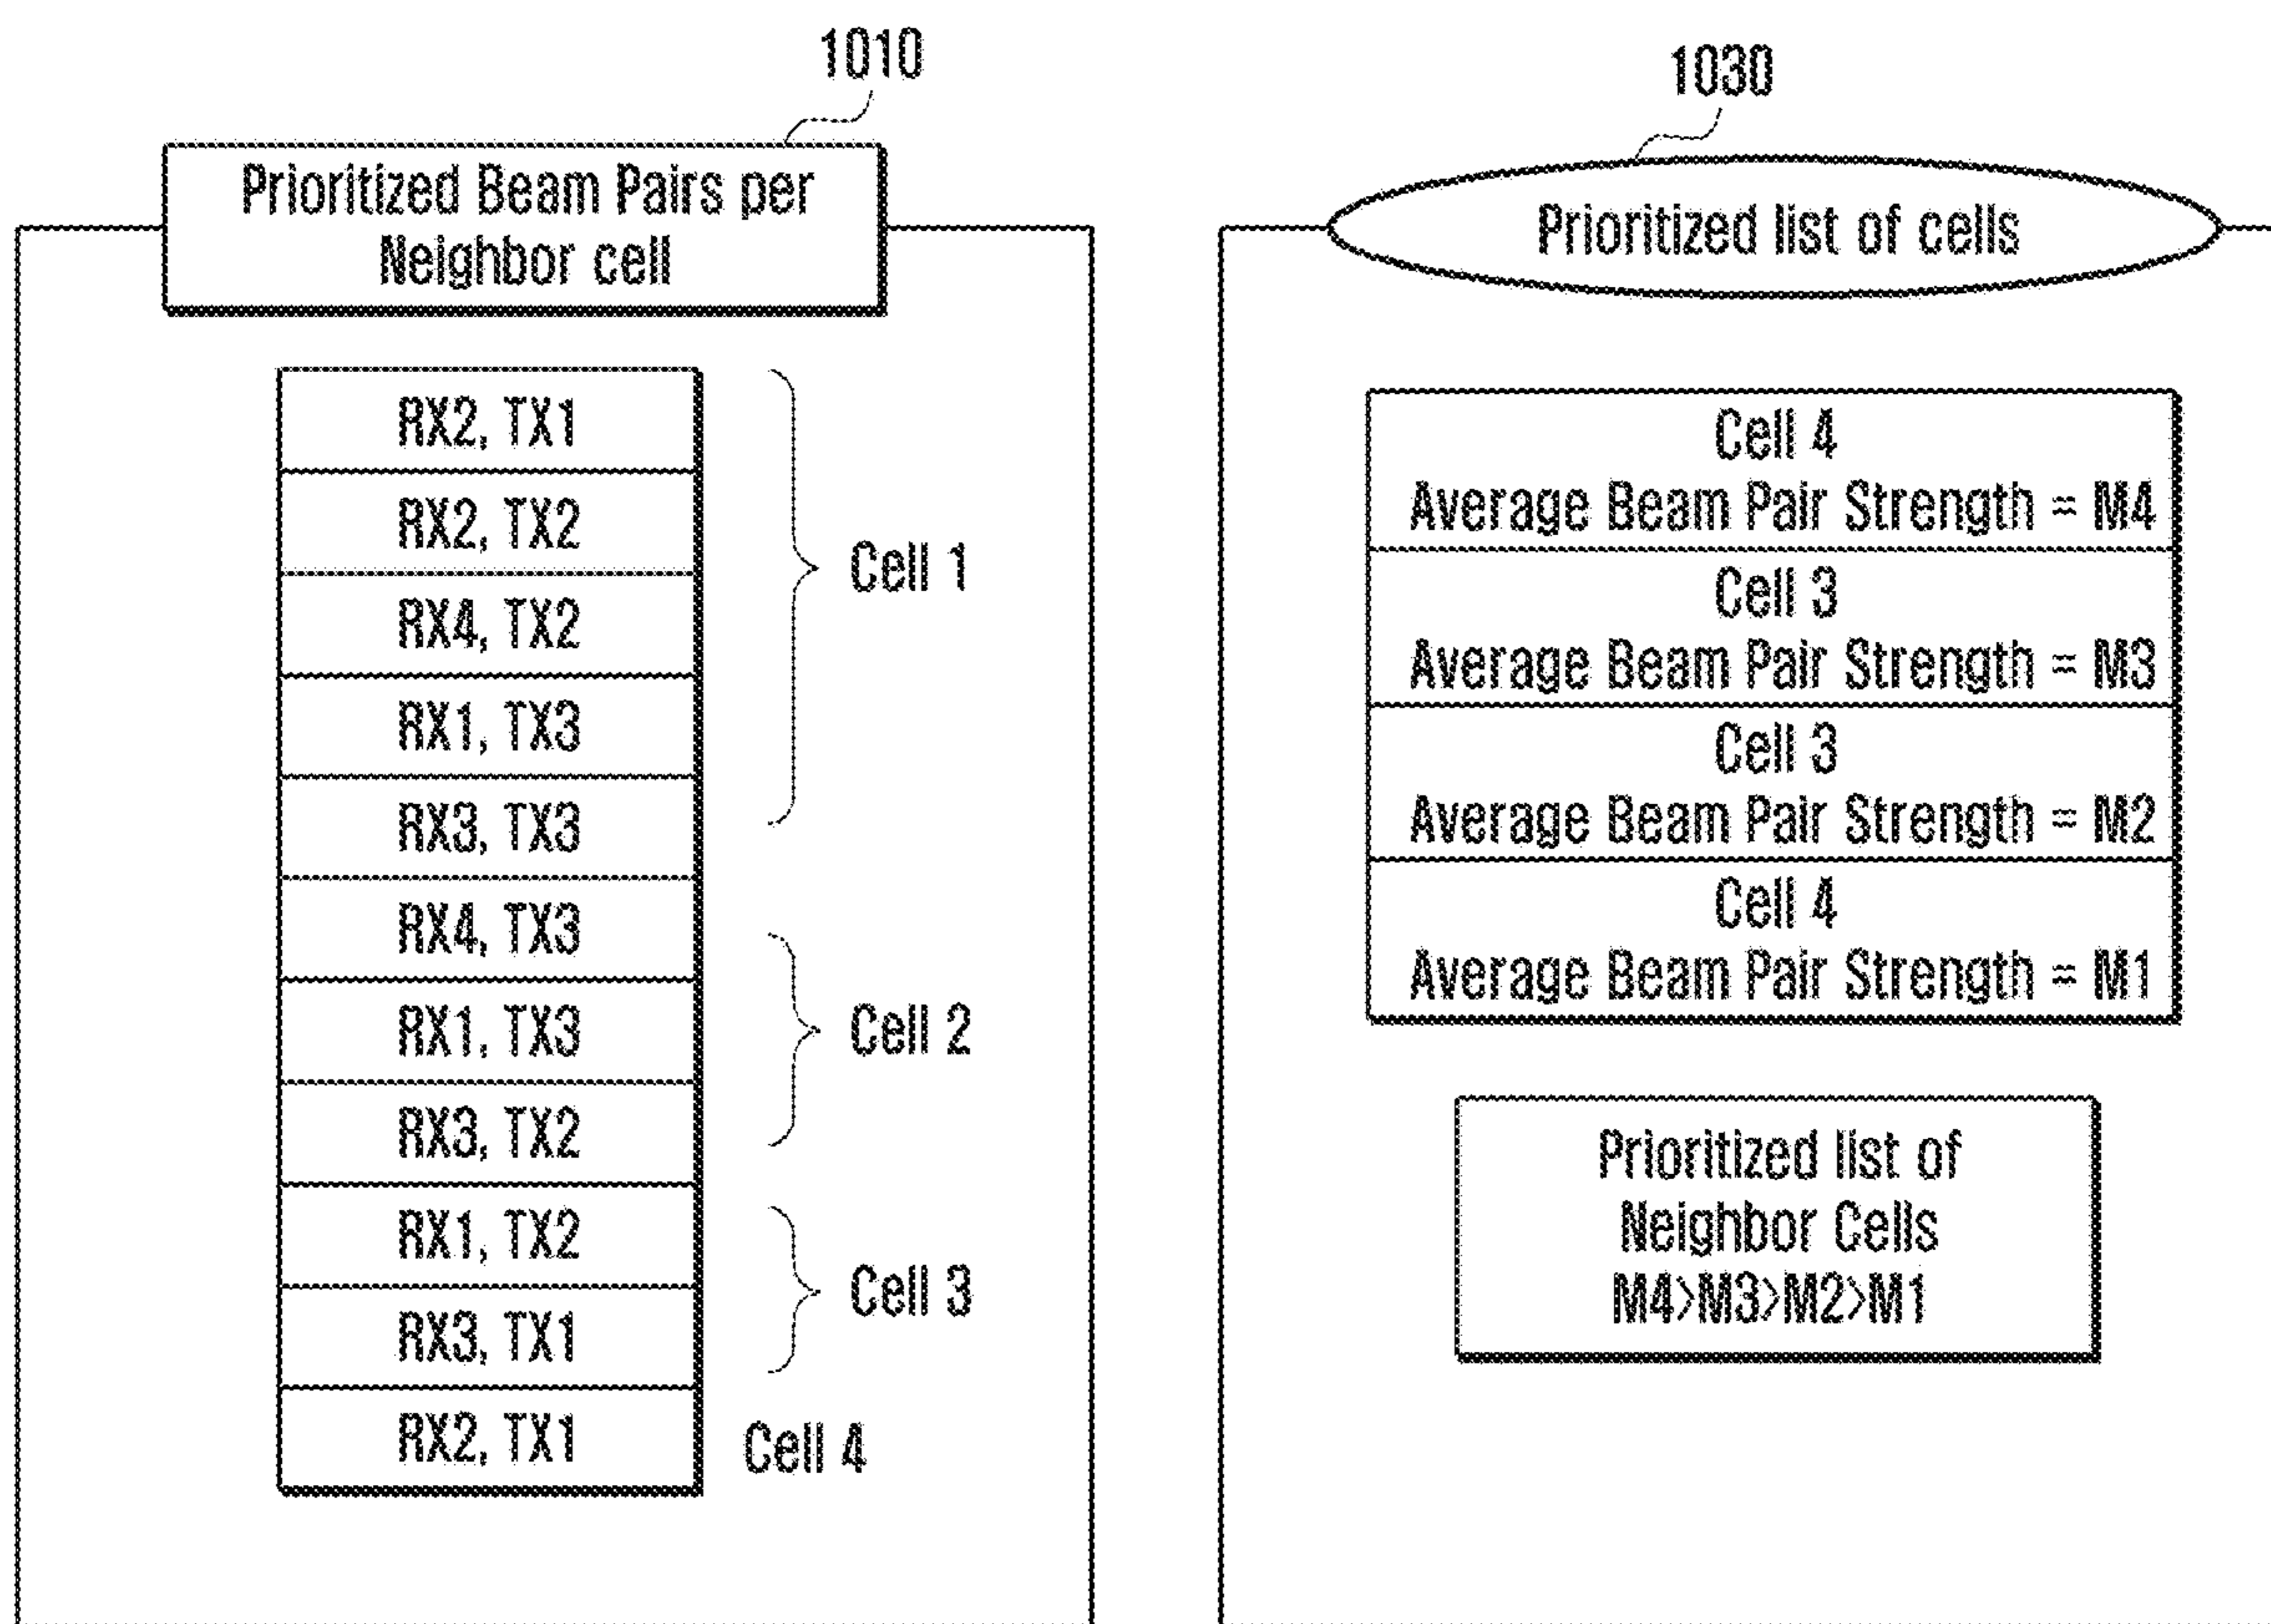 1010
Prioritized Beam Pairs per
Neighbor cell
RX2, TX1
RX2, TX2
RX4, TX2
RX1, TX3
RX3, TX3
Cell 1
RX4, TX3
RX1, TX3
RX3, TX2
Cell 2
RX1, TX2
RX3, TX1
Cell 3
RX2, TX1
Cell 4
1030
Prioritized list of cells
Cell 4
Average Beam Pair Strength = M4
Cell 3
Average Beam Pair Strength = M3
Cell 3
Average Beam Pair Strength = M2
Cell 4
Average Beam Pair Strength = M1
Prioritized list of
Neighbor Cells
M4>M3>M2>M1